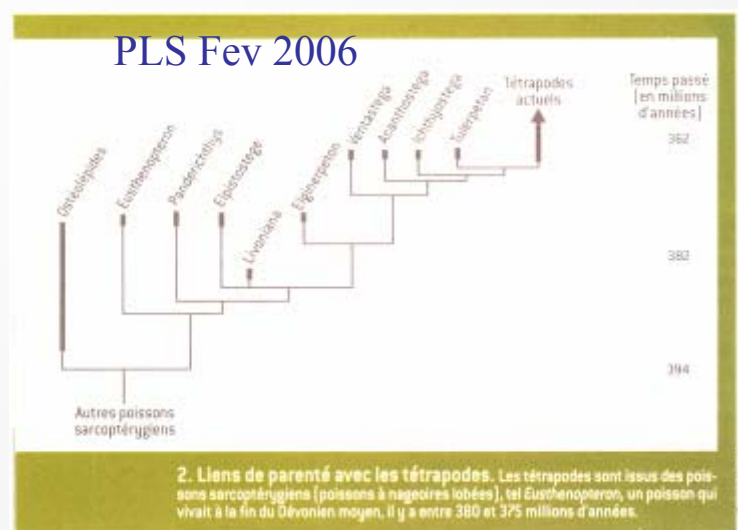 PLS Fev 2006
Tétrapodes
actuels
Temps passé
(en millions
d'années)
Ostéolépides
Eusthenopteron
Panderichthys
Elpistostege
Livoniana
Elginerpeton
Ventastega
Acanthostega
Ichthyostega
Tulerpeton
362
382
394
Autres poissons
sarcoptérygiens
2. Liens de parenté avec les tétrapodes. Les tétrapodes sont issus des pois-
sons sarcoptérygiens (poissons à nageoires lobées), tel Eusthenopteron, un poisson qui
vivait à la fin du Dévonien moyen, il y a entre 380 et 375 millions d'années.